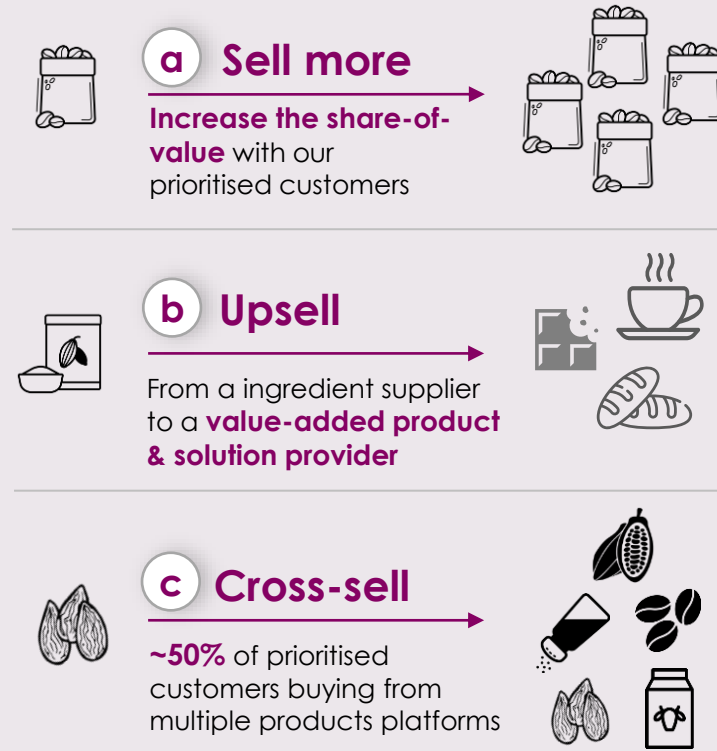 a Sell more
Increase the share-of-
value with our
prioritised customers
b Upsell
From a ingredient supplier
to a value-added product
& solution provider
c Cross-sell
~50% of prioritised
customers buying from
multiple products platforms